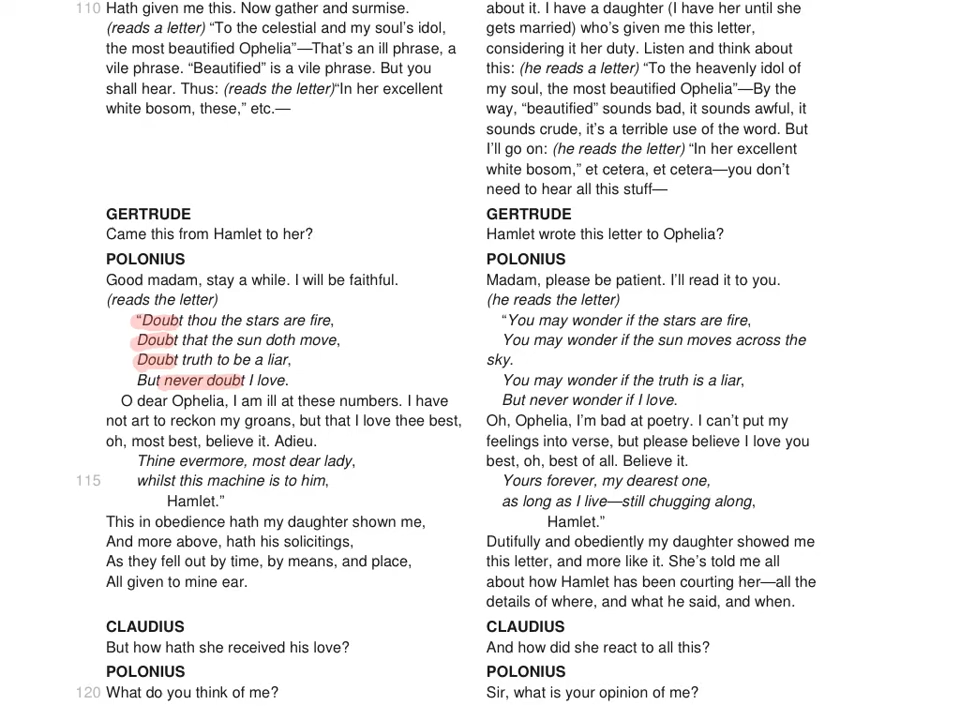 110 Hath given me this. Now gather and surmise.
(reads a letter) “To the celestial and my soul’s idol,
the most beautified Ophelia”—That’s an ill phrase, a
vile phrase. “Beautified” is a vile phrase. But you
shall hear. Thus: (reads the letter)“In her excellent
white bosom, these,” etc.—
GERTRUDE
Came this from Hamlet to her?
POLONIUS
Good madam, stay a while. I will be faithful.
(reads the letter)
“Doubt thou the stars are fire,
Doubt that the sun doth move,
Doubt truth to be a liar,
But never doubt I love.
O dear Ophelia, I am ill at these numbers. I have
not art to reckon my groans, but that I love thee best,
oh, most best, believe it. Adieu.
Thine evermore, most dear lady,
115 whilst this machine is to him,
Hamlet.”
This in obedience hath my daughter shown me,
And more above, hath his solicitings,
As they fell out by time, by means, and place,
All given to mine ear.
CLAUDIUS
But how hath she received his love?
POLONIUS
120 What do you think of me?
about it. I have a daughter (I have her until she
gets married) who’s given me this letter,
considering it her duty. Listen and think about
this: (he reads a letter) “To the heavenly idol of
my soul, the most beautified Ophelia”—By the
way, “beautified” sounds bad, it sounds awful, it
sounds crude, it’s a terrible use of the word. But
I’ll go on: (he reads the letter) “In her excellent
white bosom,” et cetera, et cetera—you don’t
need to hear all this stuff—
GERTRUDE
Hamlet wrote this letter to Ophelia?
POLONIUS
Madam, please be patient. I’ll read it to you.
(he reads the letter)
“You may wonder if the stars are fire,
You may wonder if the sun moves across the
sky.
You may wonder if the truth is a liar,
But never wonder if I love.
Oh, Ophelia, I’m bad at poetry. I can’t put my
feelings into verse, but please believe I love you
best, oh, best of all. Believe it.
Yours forever, my dearest one,
as long as I live—still chugging along,
Hamlet.”
Dutifully and obediently my daughter showed me
this letter, and more like it. She’s told me all
about how Hamlet has been courting her—all the
details of where, and what he said, and when.
CLAUDIUS
And how did she react to all this?
POLONIUS
Sir, what is your opinion of me?